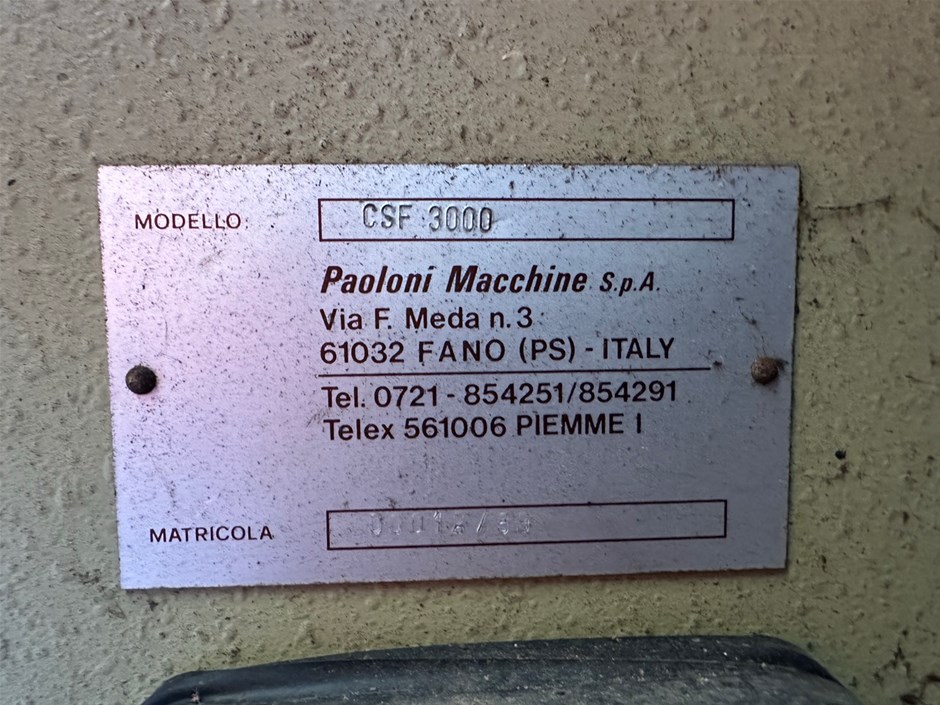 MODELLO CSF 3000
Paoloni Macchine S.p.A.
Via F. Meda n.3
61032 FANO (PS) - ITALY
Tel. 0721 - 854251/854291
Telex 561006 PIEMME I
MATRICOLA